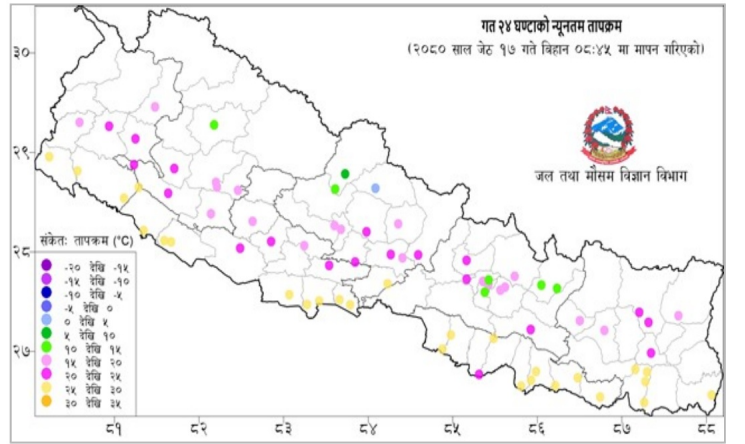 गत २४ घण्टाको न्यूनतम तापक्रम
(२०८० साल जेठ १७ गते बिहान ०८:४५ मा मापन गरिएको)
जल तथा मौसम विज्ञान विभाग
३०
२९
२८
२७
संकेत: तापक्रम (°C)
-२० देखि -१५
-१५ देखि -१०
-१० देखि -५
-५ देखि ०
० देखि ५
५ देखि १०
१० देखि १५
१५ देखि २०
२० देखि २५
२५ देखि ३०
३० देखि ३५
८१
८२
८३
८४
८५
८६
८७
८८